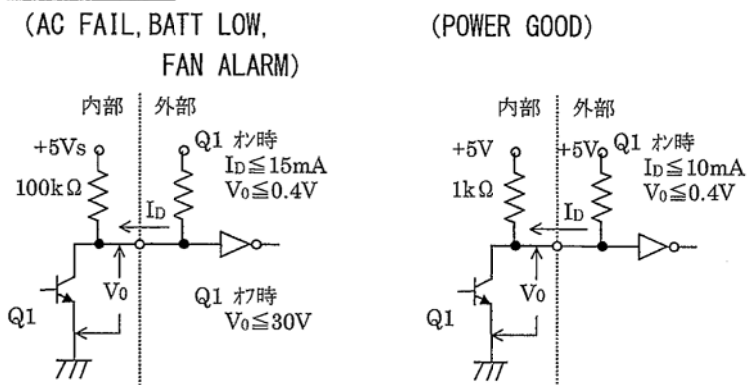 (AC FAIL, BATT LOW,
FAN ALARM)
内部 外部
+5Vs
100kΩ
Q1 オン時
ID≦15mA
V0≦0.4V
ID
V0
Q1
Q1 オフ時
V0≦30V
(POWER GOOD)
内部 外部
+5V
1kΩ
+5V
Q1 オン時
ID≦10mA
V0≦0.4V
ID
V0
Q1